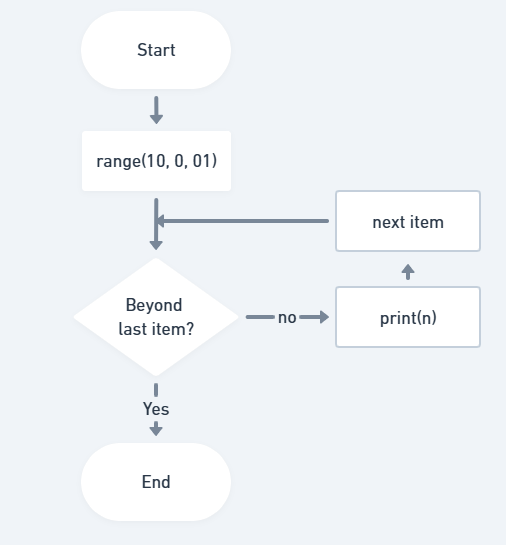 Start
range(10, 0, 01)
next item
Beyond
last item?
no
print(n)
Yes
End